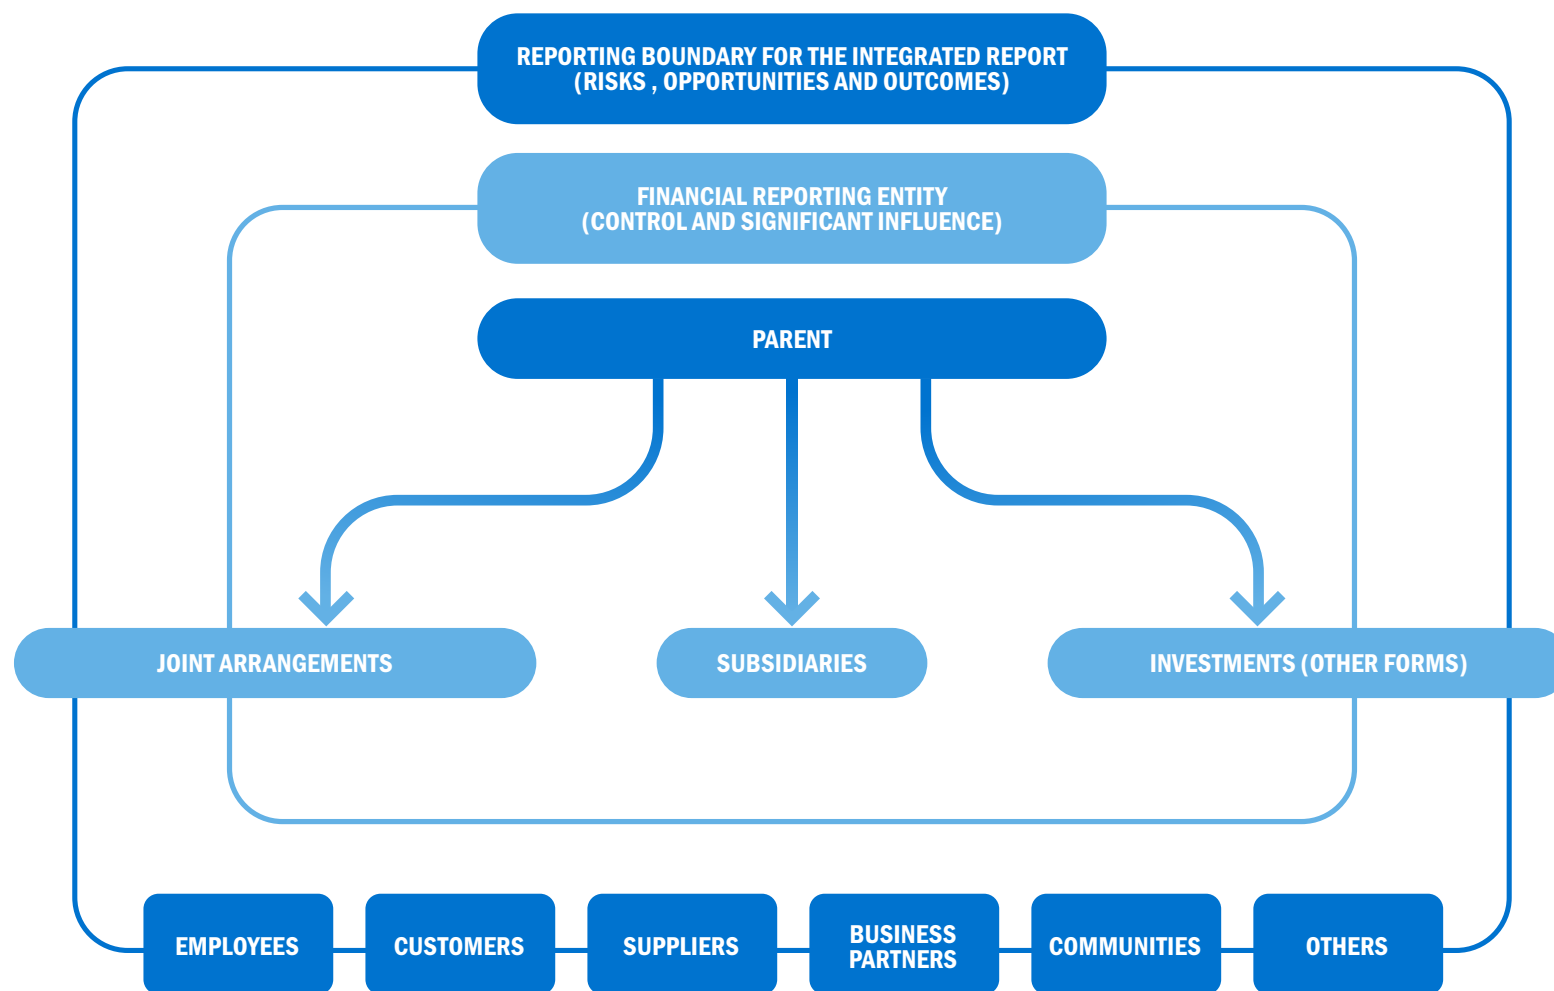 REPORTING BOUNDARY FOR THE INTEGRATED REPORT
(RISKS , OPPORTUNITIES AND OUTCOMES)
FINANCIAL REPORTING ENTITY
(CONTROL AND SIGNIFICANT INFLUENCE)
PARENT
JOINT ARRANGEMENTS
SUBSIDIARIES
INVESTMENTS (OTHER FORMS)
EMPLOYEES
CUSTOMERS
SUPPLIERS
BUSINESS
PARTNERS
COMMUNITIES
OTHERS